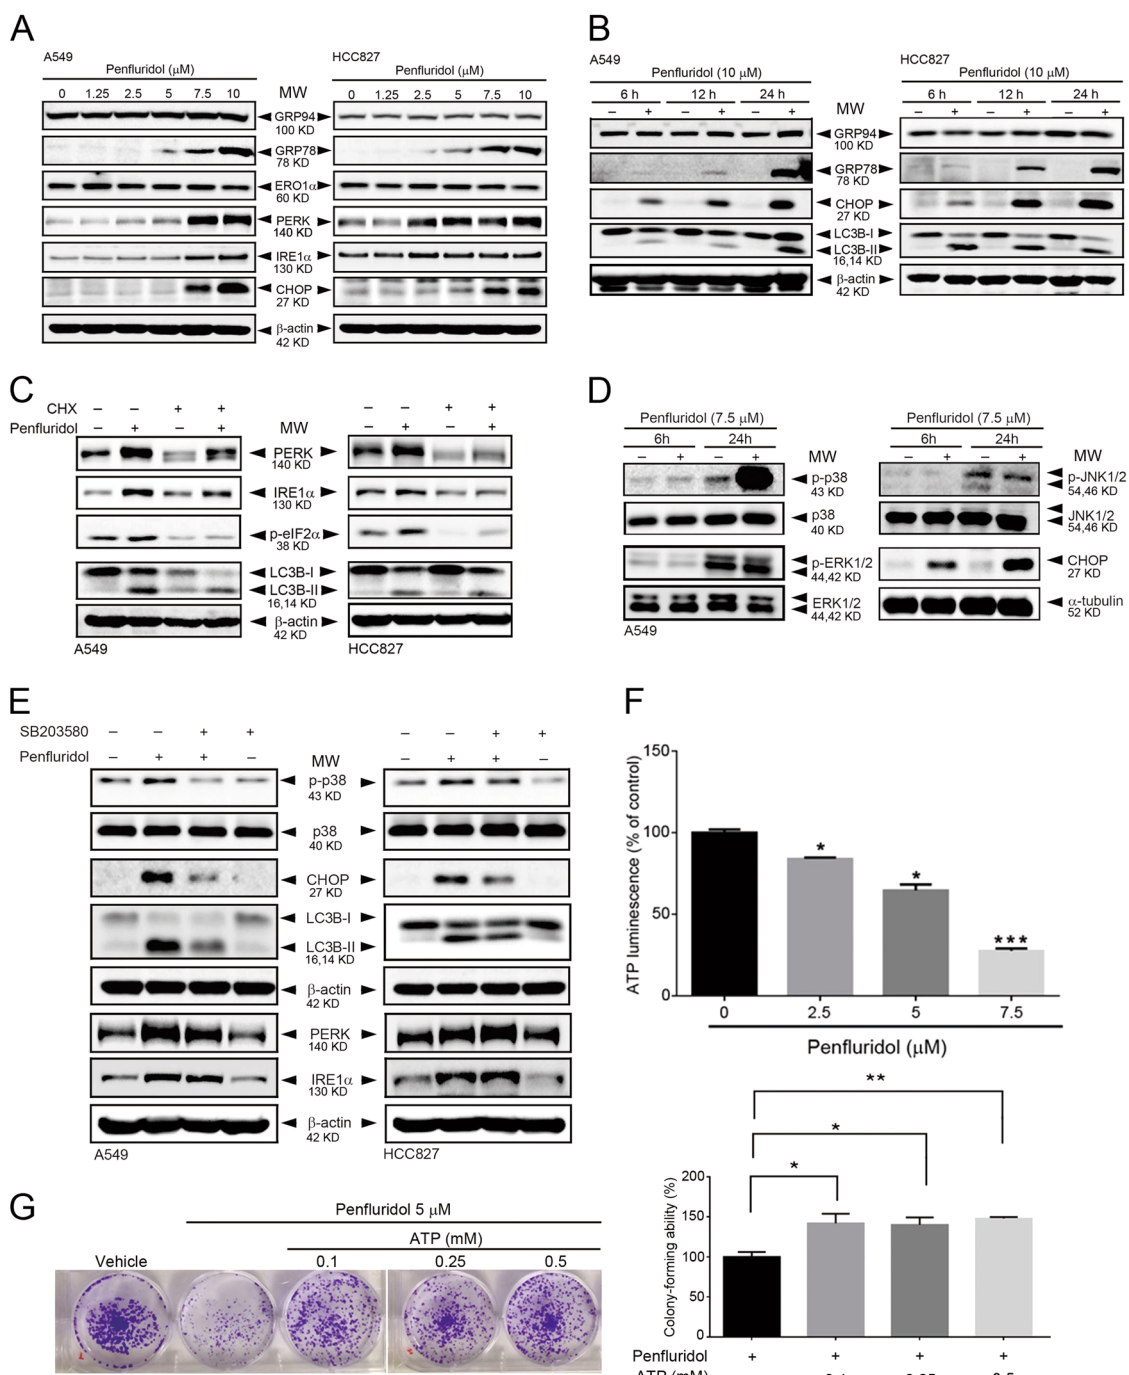 A
A549
Penfluridol (μM)
0 1.25 2.5 5 7.5 10
MW
HCC827
Penfluridol (μM)
0 1.25 2.5 5 7.5 10
GRP94
100 KD
GRP78
78 KD
ERO1α
60 KD
PERK
140 KD
IRE1α
130 KD
CHOP
27 KD
β-actin
42 KD
B
A549
Penfluridol (10 μM)
6 h 12 h 24 h
– + – + – +
MW
HCC827
Penfluridol (10 μM)
6 h 12 h 24 h
– + – + – +
GRP94
100 KD
GRP78
78 KD
CHOP
27 KD
LC3B-I
LC3B-II
16,14 KD
β-actin
42 KD
C
CHX – – + + – – + +
Penfluridol – + – + MW – + – +
PERK
140 KD
IRE1α
130 KD
p-eIF2α
38 KD
LC3B-I
LC3B-II
16,14 KD
β-actin
42 KD
A549 HCC827
D
Penfluridol (7.5 μM)
6h 24h
– + – +
MW
p-p38
43 KD
p38
40 KD
p-ERK1/2
44,42 KD
ERK1/2
44,42 KD
A549
Penfluridol (7.5 μM)
6h 24h
– + – +
MW
p-JNK1/2
54,46 KD
JNK1/2
54,46 KD
CHOP
27 KD
α-tubulin
52 KD
E
SB203580 – – + + – – + +
Penfluridol – + + – – + + –
MW
p-p38
43 KD
p38
40 KD
CHOP
27 KD
LC3B-I
LC3B-II
16,14 KD
β-actin
42 KD
PERK
140 KD
IRE1α
130 KD
β-actin
42 KD
A549 HCC827
F
ATP luminescence (% of control)
150
100
50
0
*
*
***
0 2.5 5 7.5
Penfluridol (μM)
G
Penfluridol 5 μM
ATP (mM)
Vehicle 0.1 0.25 0.5
Colony-forming ability (%)
200
150
100
50
0
**
*
*
Penfluridol + + + +